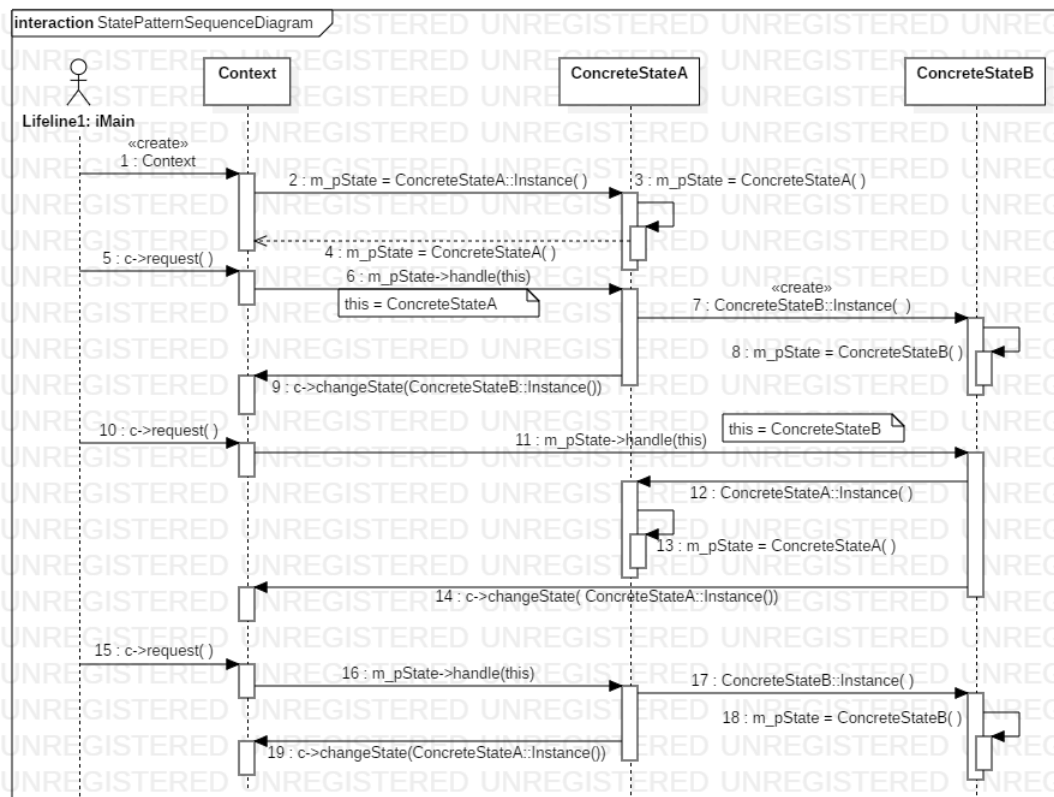 interaction StatePatternSequenceDiagram
Context
ConcreteStateA
ConcreteStateB
Lifeline1: iMain
«create»
1 : Context
2 : m_pState = ConcreteStateA::Instance( )
3 : m_pState = ConcreteStateA( )
4 : m_pState = ConcreteStateA( )
5 : c->request( )
6 : m_pState->handle(this)
this = ConcreteStateA
«create»
7 : ConcreteStateB::Instance( )
8 : m_pState = ConcreteStateB( )
9 : c->changeState(ConcreteStateB::Instance())
10 : c->request( )
11 : m_pState->handle(this)
this = ConcreteStateB
12 : ConcreteStateA::Instance( )
13 : m_pState = ConcreteStateA( )
14 : c->changeState( ConcreteStateA::Instance())
15 : c->request( )
16 : m_pState->handle(this)
17 : ConcreteStateB::Instance( )
18 : m_pState = ConcreteStateB( )
19 : c->changeState(ConcreteStateA::Instance())
UNREGISTERED